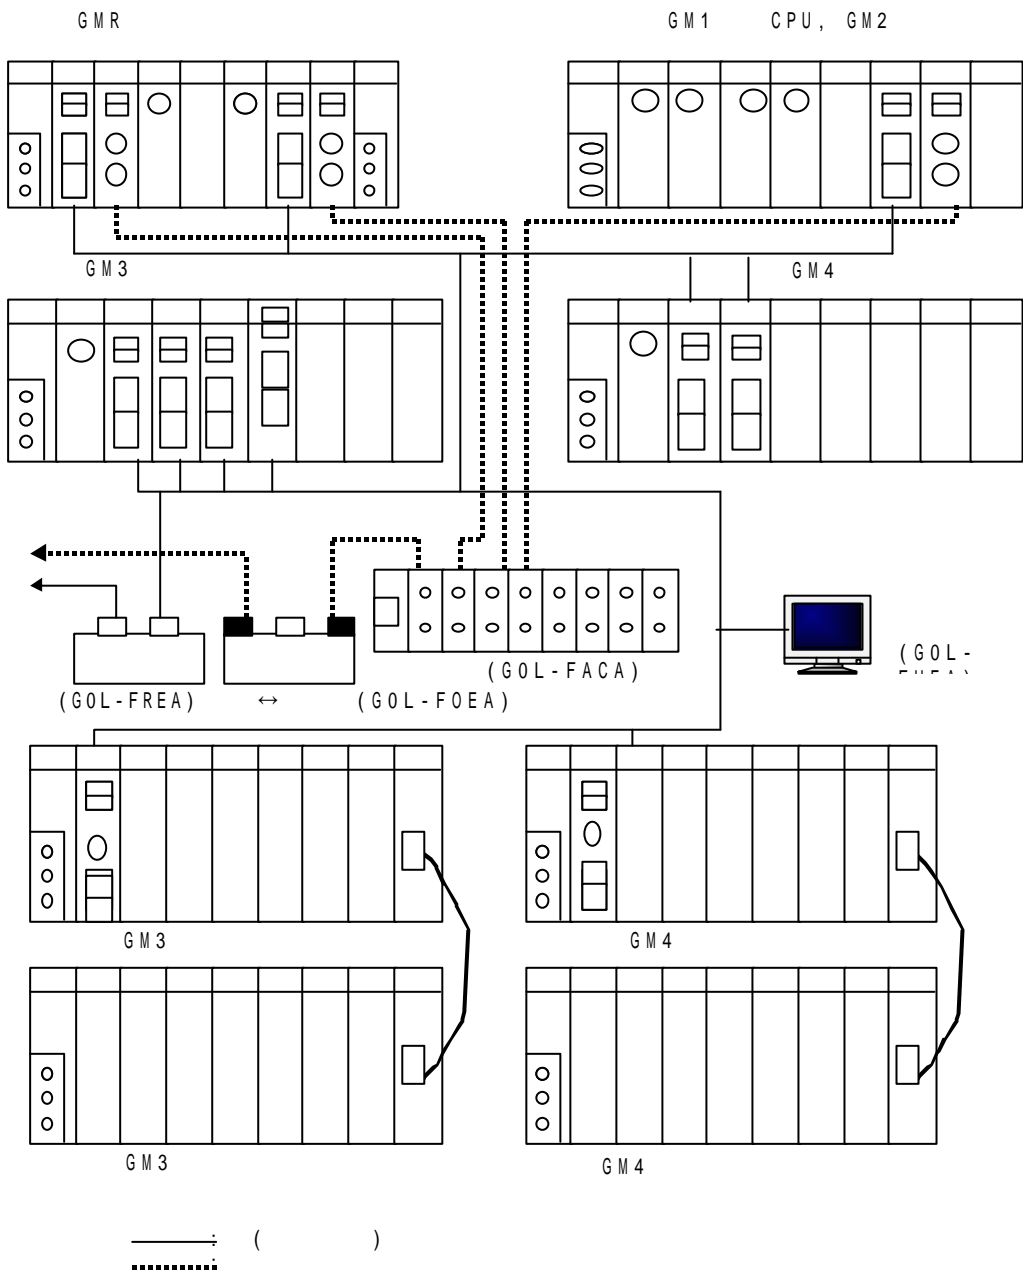 GMR
GM1 CPU, GM2
GM3
GM4
(GOL-FACA)
(GOL-
(GOL-FREA) ↔ (GOL-FOEA)
GM3
GM4
GM3
GM4
: ( )
: